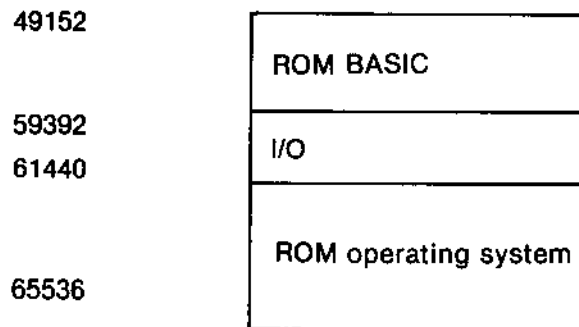 49152
ROM BASIC
59392
I/O
61440
ROM operating system
65536